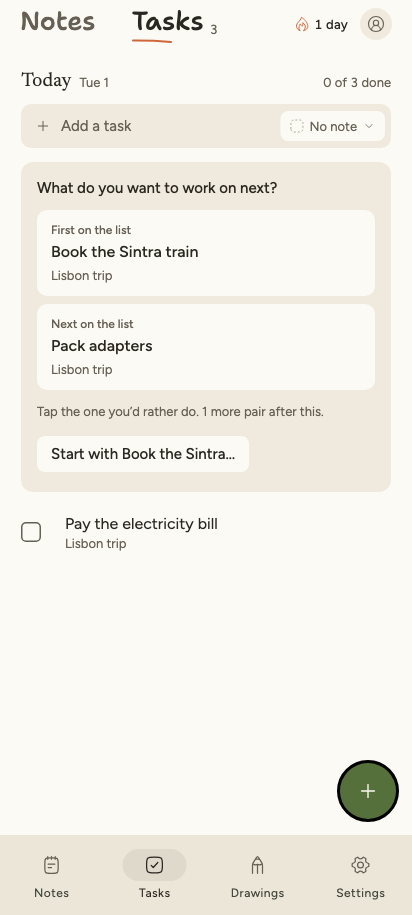 Notes
Tasks 3
1 day
Today Tue 1
0 of 3 done
Add a task
No note
What do you want to work on next?
First on the list
Book the Sintra train
Lisbon trip
Next on the list
Pack adapters
Lisbon trip
Tap the one you’d rather do. 1 more pair after this.
Start with Book the Sintra...
Pay the electricity bill
Lisbon trip
Notes
Tasks
Drawings
Settings